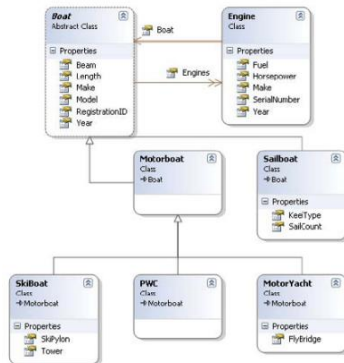 Boat
Abstract Class
Properties
Beam
Length
Make
Model
RegistrationID
Year
Boat
Engines
Engine
Class
Properties
Fuel
Horsepower
Make
SerialNumber
Year
Motorboat
Class
Boat
Sailboat
Class
Boat
Properties
KeelType
SailCount
SkiBoat
Class
Motorboat
Properties
SkiPylon
Tower
PWC
Class
Motorboat
MotorYacht
Class
Motorboat
Properties
FlyBridge